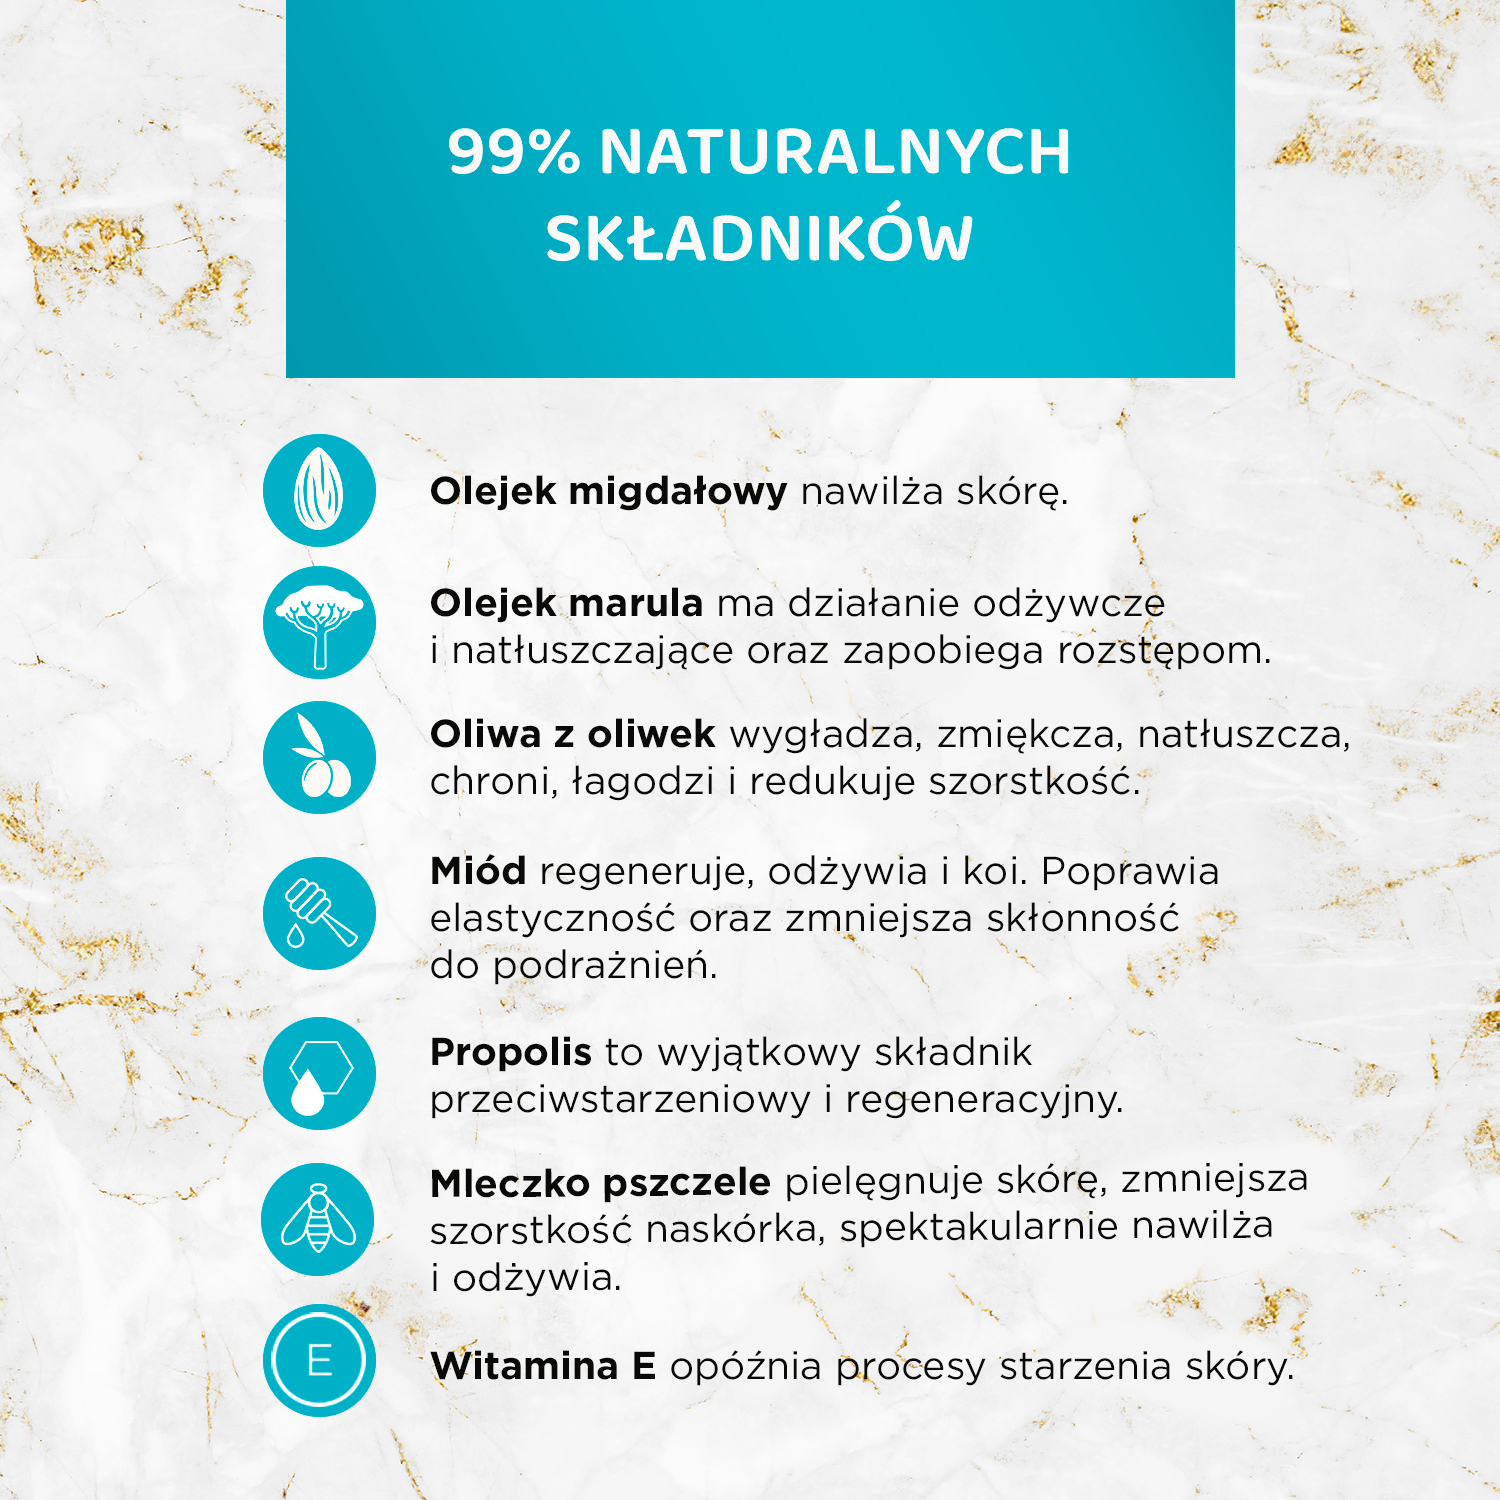 99% NATURALNYCH
SKŁADNIKÓW
Olejek migdałowy nawilża skórę.
Olejek marula ma działanie odżywcze
i natłuszczające oraz zapobiega rozstępom.
Oliwa z oliwek wygładza, zmiękcza, natłuszcza,
chroni, łagodzi i redukuje szorstkość.
Miód regeneruje, odżywia i koi. Poprawia
elastyczność oraz zmniejsza skłonność
do podrażnień.
Propolis to wyjątkowy składnik
przeciwstarzeniowy i regeneracyjny.
Mleczko pszczele pielęgnuje skórę, zmniejsza
szorstkość naskórka, spektakularnie nawilża
i odżywia.
E
Witamina E opóźnia procesy starzenia skóry.